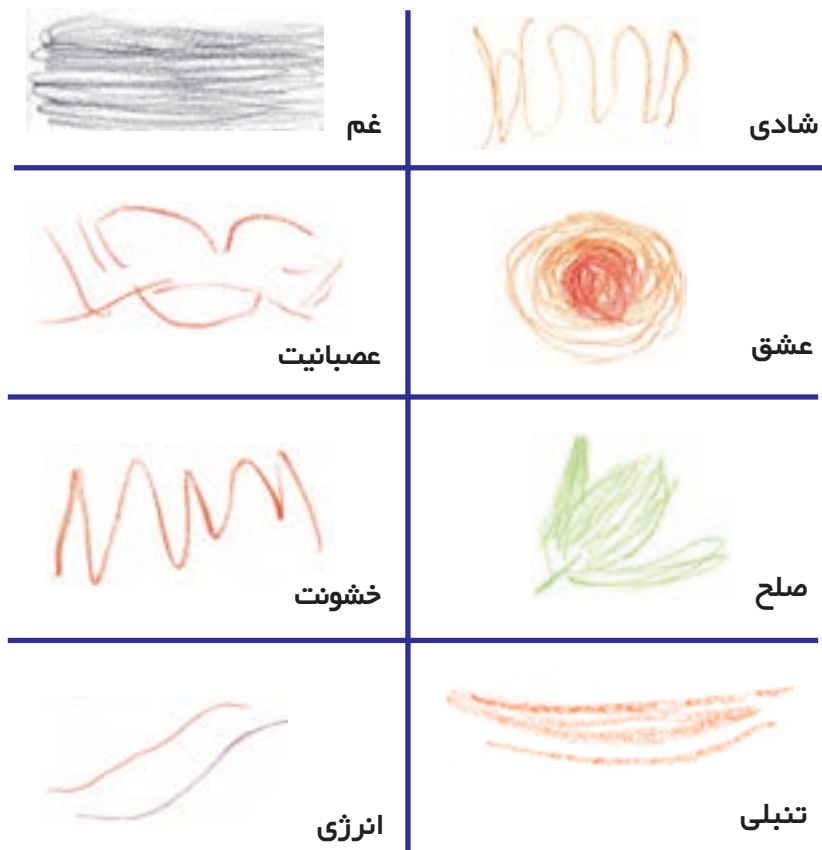 شادی
غم
عشق
عصبانیت
صلح
خشونت
تنبلی
انرژی